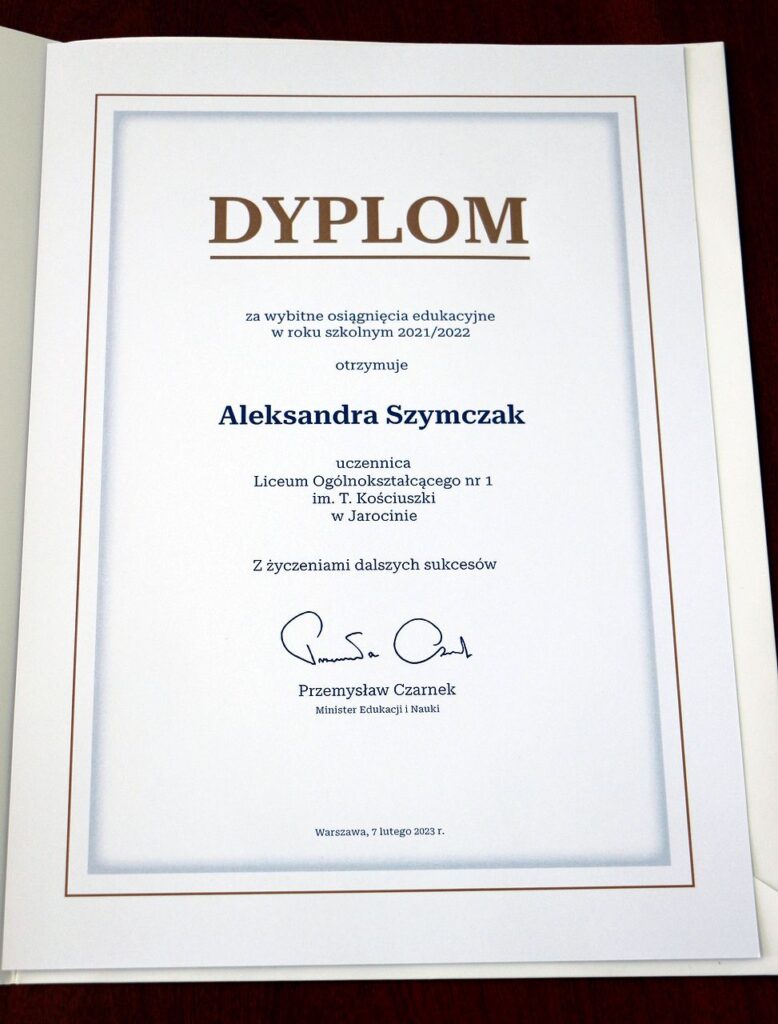 DYPLOM
za wybitne osiągnięcia edukacyjne
w roku szkolnym 2021/2022
otrzymuje
Aleksandra Szymczak
uczennica
Liceum Ogólnokształcącego nr 1
im. T. Kościuszki
w Jarocinie
Z życzeniami dalszych sukcesów
Przemysław Czarnek
Minister Edukacji i Nauki
Warszawa, 7 lutego 2023 r.